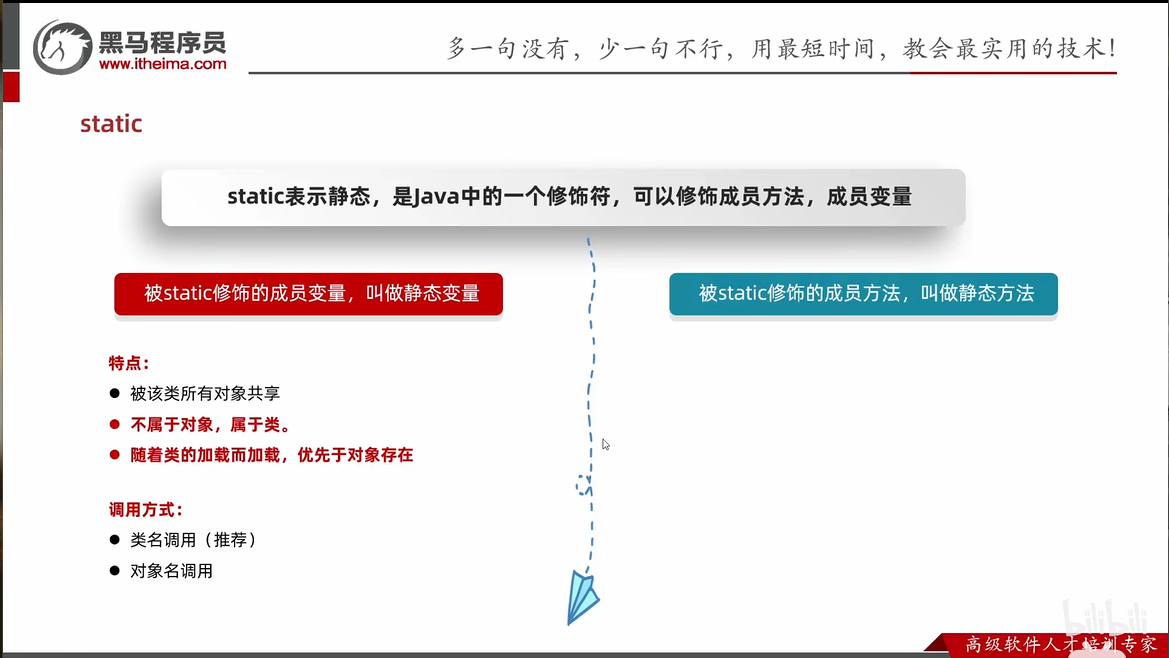 黑马程序员
www.itheima.com
多一句没有，少一句不行，用最短时间，教会最实用的技术！
static
static表示静态，是Java中的一个修饰符，可以修饰成员方法，成员变量
被static修饰的成员变量，叫做静态变量
被static修饰的成员方法，叫做静态方法
特点：
被该类所有对象共享
不属于对象，属于类。
随着类的加载而加载，优先于对象存在
调用方式：
类名调用（推荐）
对象名调用
bilibili
高级软件人才培训专家